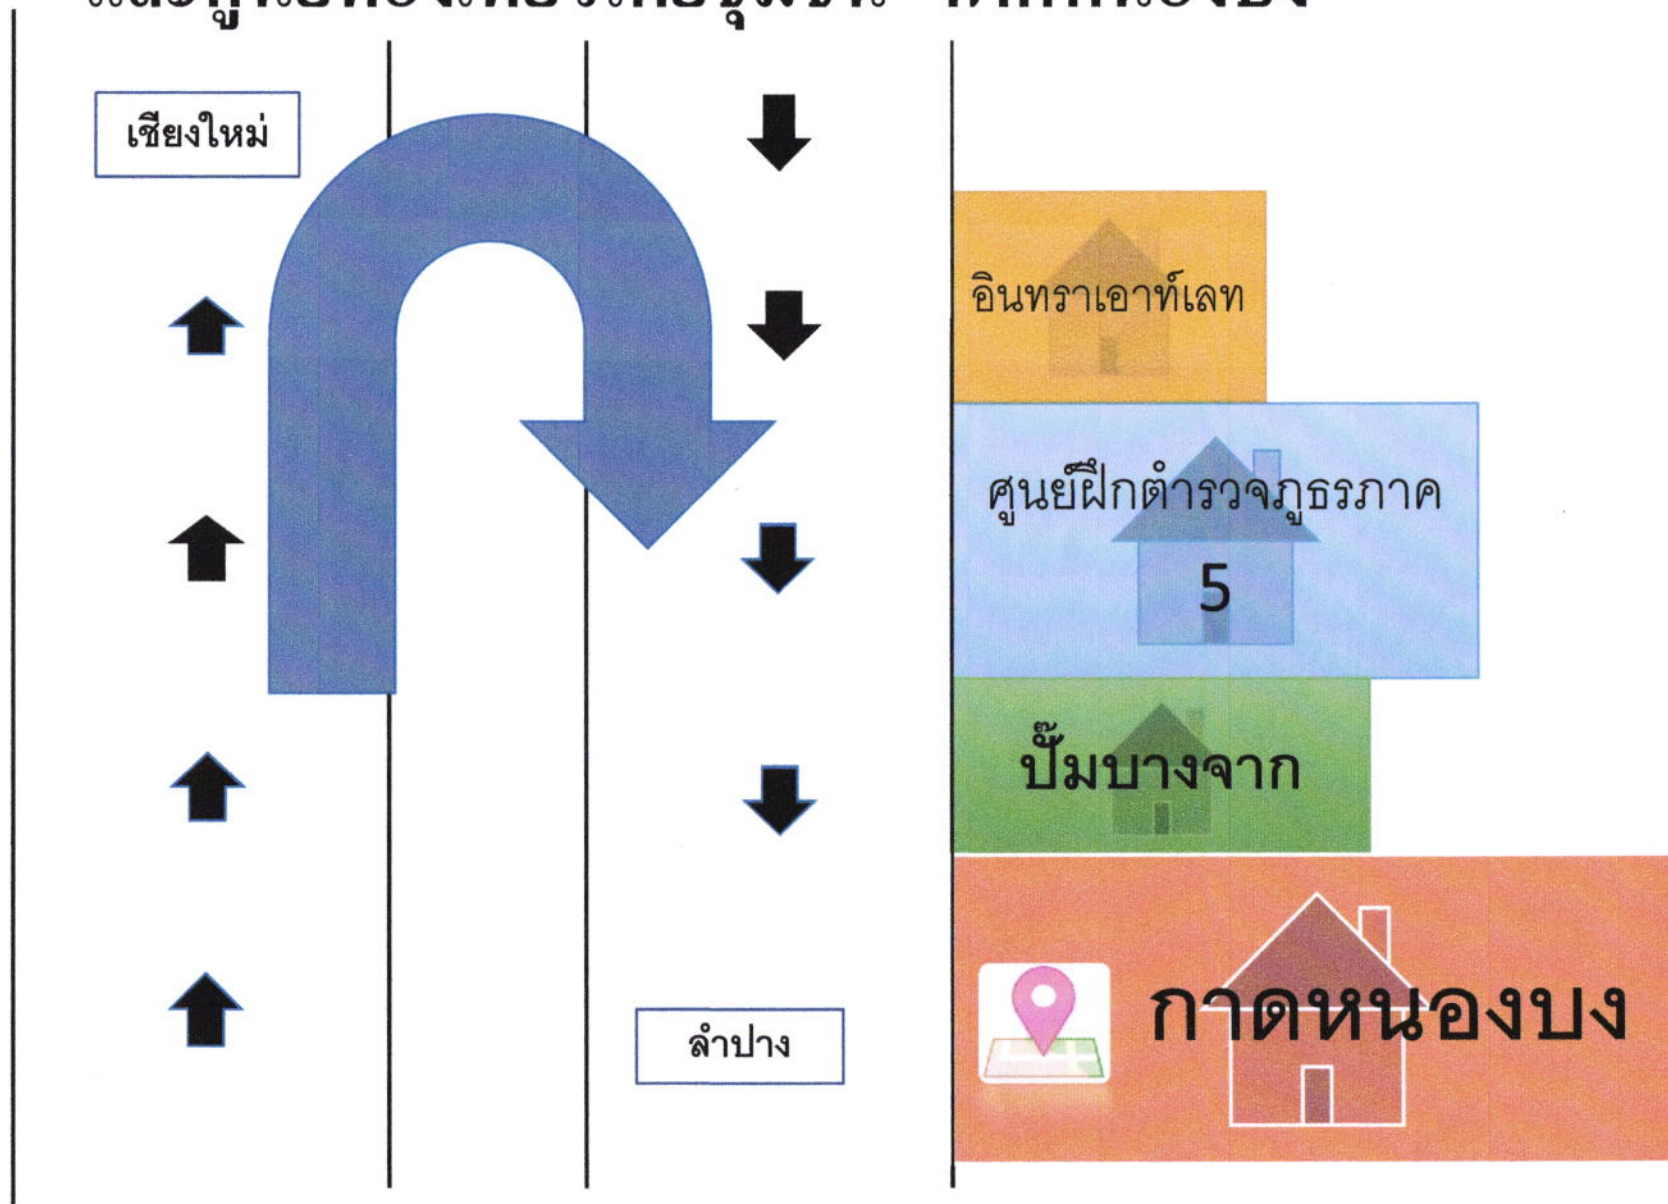 เชียงใหม่
อินทราเอาท์เลท
ศูนย์ฝึกตำรวจภูธรภาค
5
ปั๊มบางจาก
กาดหนองบง
ลำปาง